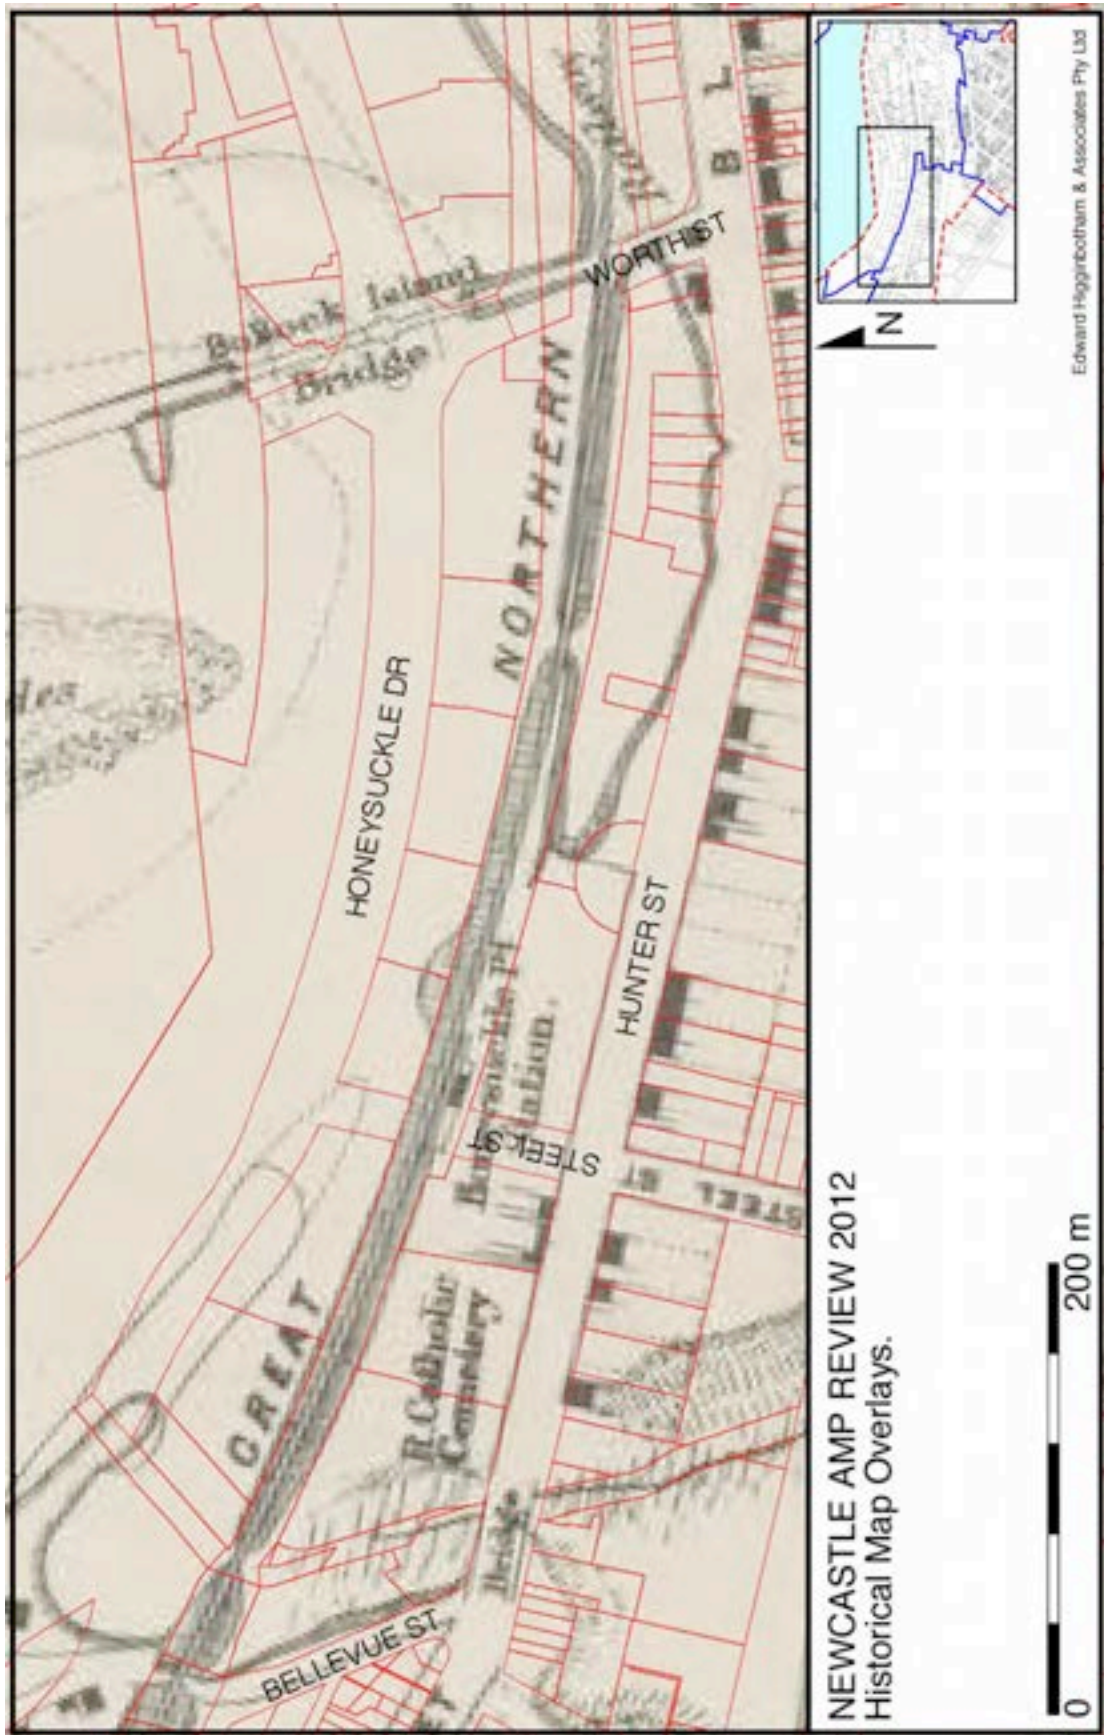 Bullock Island
Bridge
WORTH ST
B L
NORTHERN
HONEYSUCKLE DR
HUNTER ST
Station.
STEEL ST
STEEL ST
GREAT
R. Catholic
Cemetery
Bridge
BELLEVUE ST
NEWCASTLE AMP REVIEW 2012
Historical Map Overlays.
0
200 m
N
Edward Higginbotham & Associates Pty Ltd